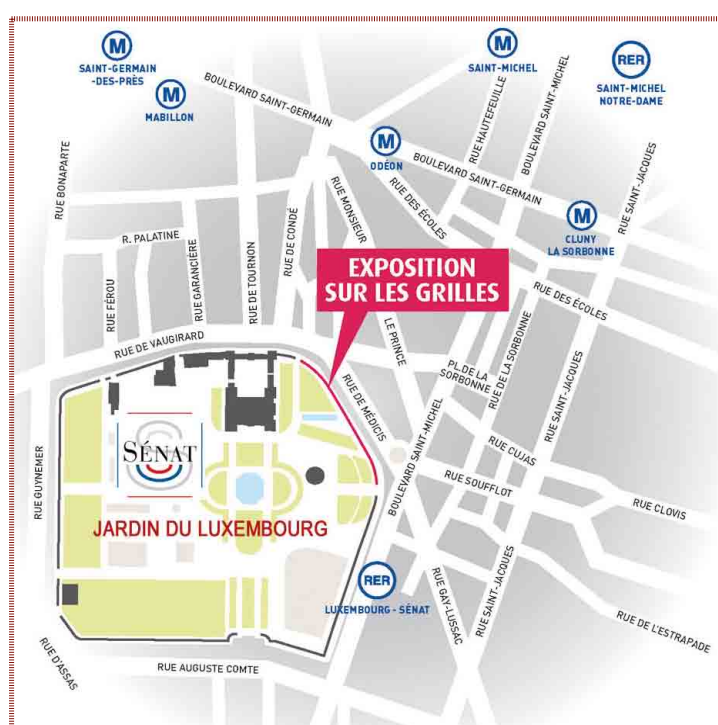 M
SAINT-GERMAIN
-DES-PRÈS
M
MABILLON
M
SAINT-MICHEL
RER
SAINT-MICHEL
NOTRE-DAME
BOULEVARD SAINT-GERMAIN
M
ODÉON
BOULEVARD SAINT-GERMAIN
RUE HAUTEFEUILLE
BOULEVARD SAINT-MICHEL
RUE SAINT-JACQUES
M
CLUNY
LA SORBONNE
RUE BONAPARTE
R. PALATINE
RUE FÉROU
RUE GARANCIÈRE
RUE DE TOURNON
RUE DE CONDÉ
RUE MONSIEUR
LE PRINCE
RUE DES ÉCOLES
RUE DES ÉCOLES
EXPOSITION
SUR LES GRILLES
RUE DE VAUGIRARD
RUE DE MÉDICIS
PL. DE LA
SORBONNE
RUE DE LA SORBONNE
RUE SAINT-JACQUES
BOULEVARD SAINT-MICHEL
RUE CUJAS
RUE SOUFFLOT
RUE CLOVIS
RUE GUYNEMER
SÉNAT
JARDIN DU LUXEMBOURG
RER
LUXEMBOURG - SÉNAT
RUE GAY-LUSSAC
RUE SAINT-JACQUES
RUE DE L'ESTRAPADE
RUE D'ASSAS
RUE AUGUSTE COMTE